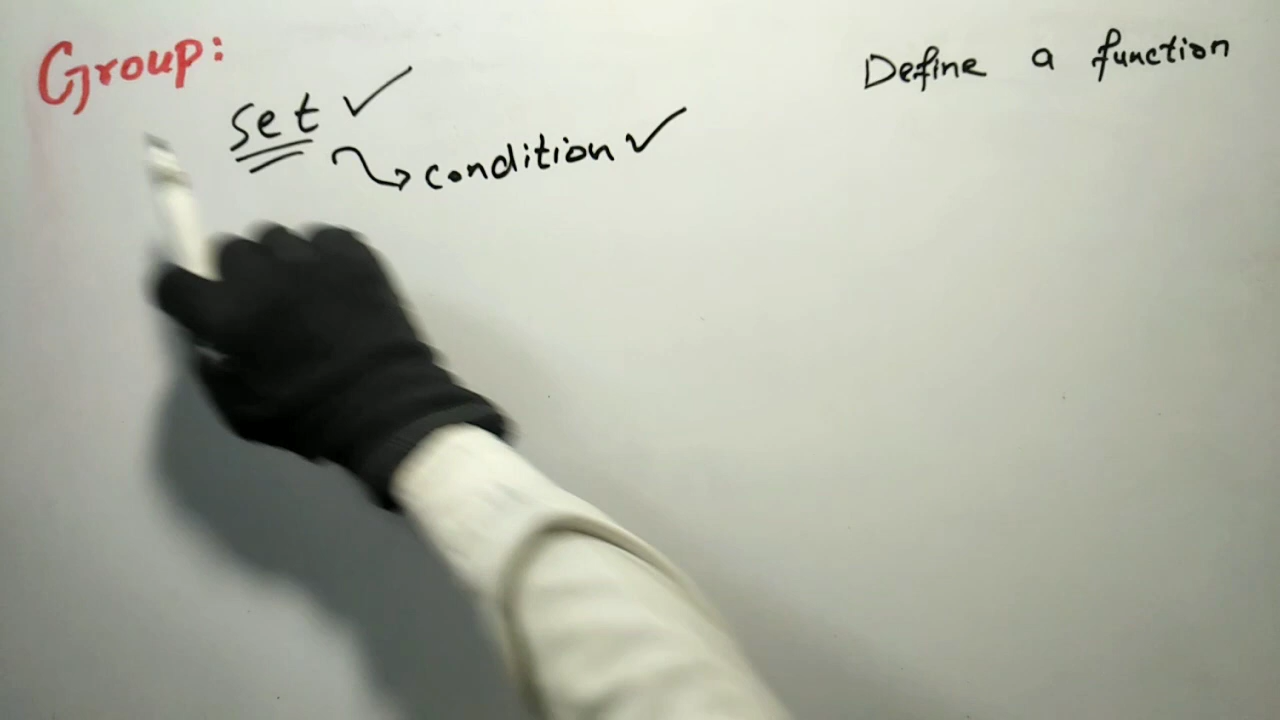 Group:
Set ✓
condition ✓
Define a function